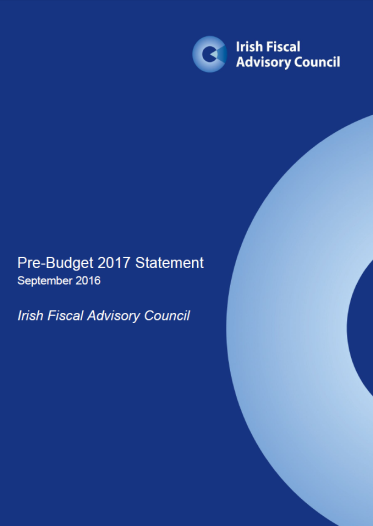 Irish Fiscal
Advisory Council
Pre-Budget 2017 Statement
September 2016
Irish Fiscal Advisory Council